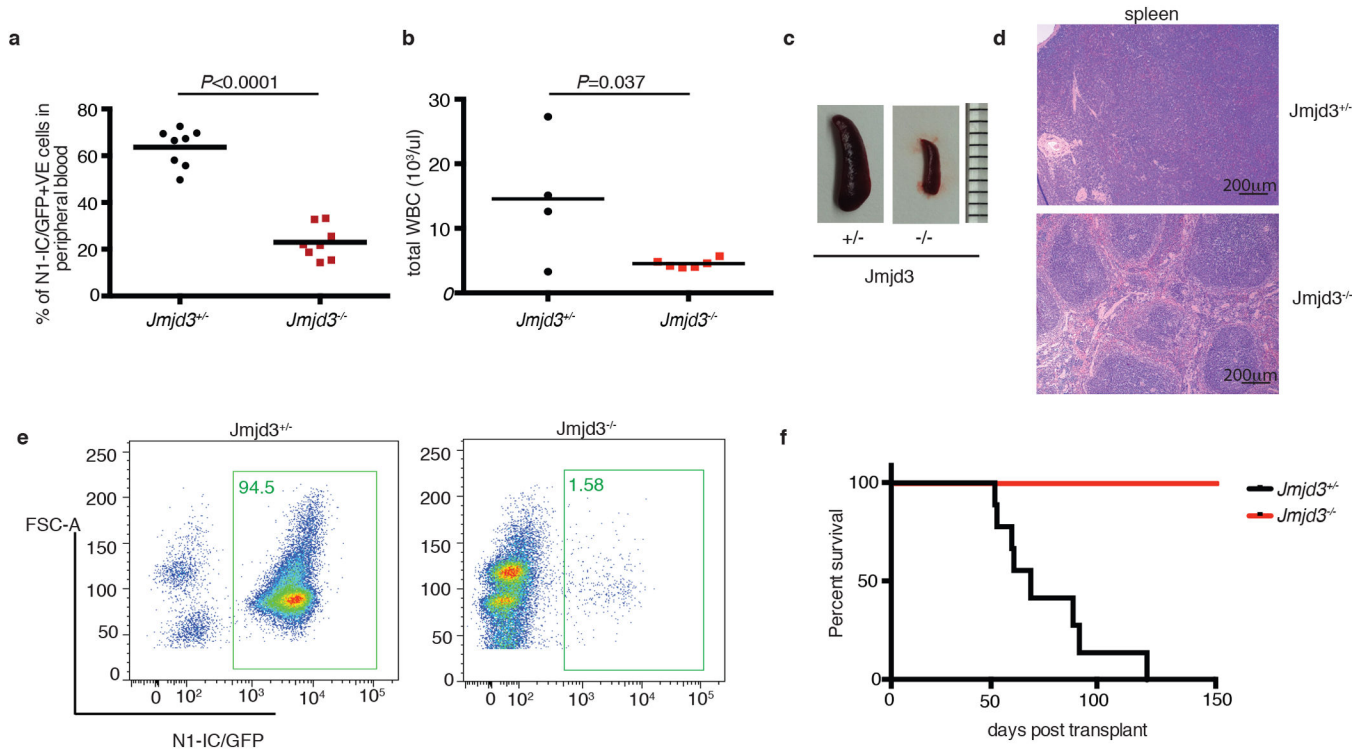 a
P<0.0001
% of N1-IC/GFP+VE cells in
peripheral blood
80
60
40
20
0
Jmjd3+/-
Jmjd3-/-
b
P=0.037
total WBC (10³/ul)
30
20
10
0
Jmjd3+/-
Jmjd3-/-
c
+/-
-/-
Jmjd3
d
spleen
Jmjd3+/-
200μm
Jmjd3-/-
200μm
e
Jmjd3+/-
250
200
150
100
50
0
94.5
FSC-A
0 10² 10³ 10⁴ 10⁵
N1-IC/GFP
Jmjd3-/-
250
200
150
100
50
0
1.58
0 10² 10³ 10⁴ 10⁵
f
Percent survival
100
50
0
0 50 100 150
days post transplant
Jmjd3+/-
Jmjd3-/-